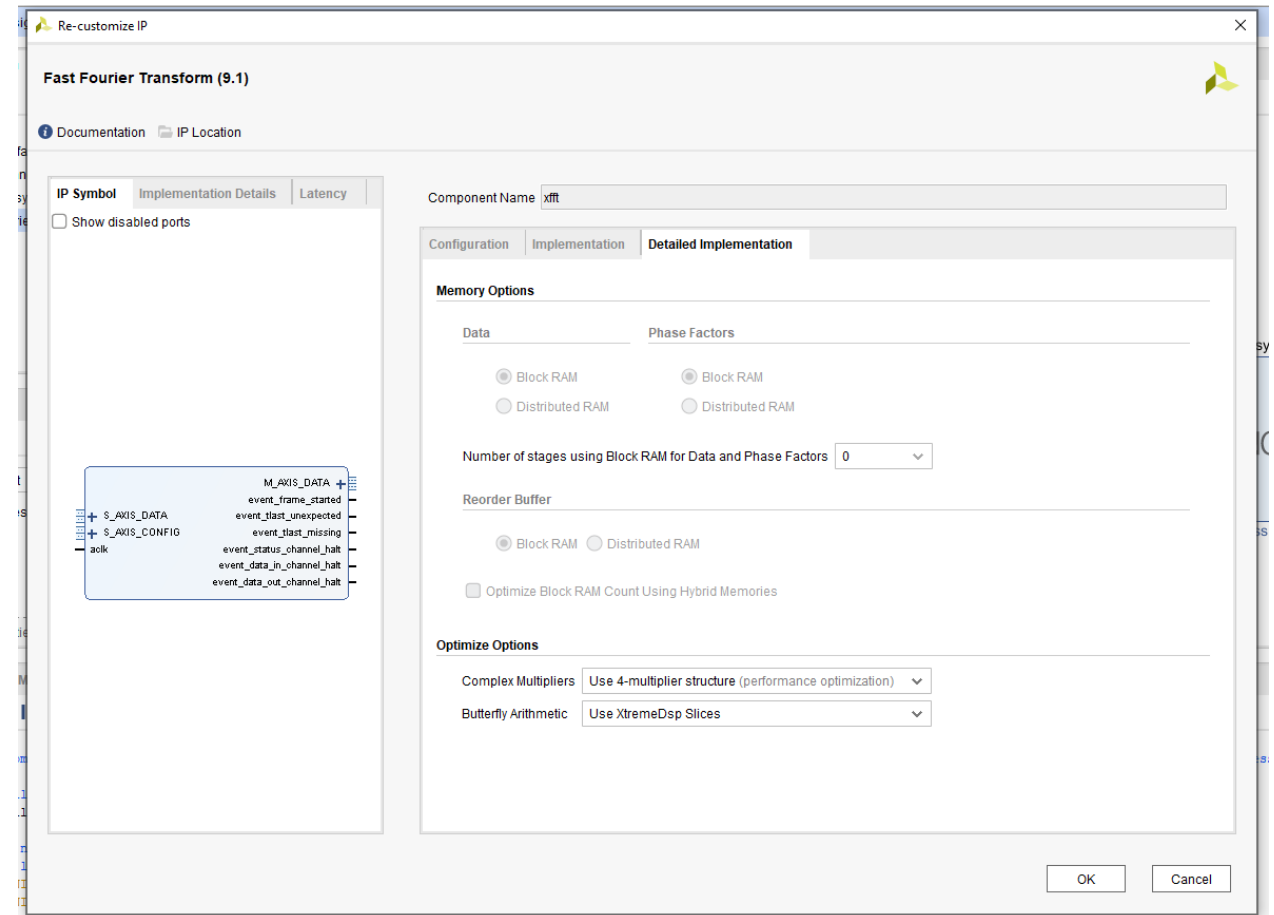 Re-customize IP
Fast Fourier Transform (9.1)
Documentation IP Location
IP Symbol Implementation Details Latency
Show disabled ports
M_AXIS_DATA
event_frame_started
S_AXIS_DATA event_tlast_unexpected
S_AXIS_CONFIG event_tlast_missing
aclk event_status_channel_halt
event_data_in_channel_halt
event_data_out_channel_halt
Component Name xfft
Configuration Implementation Detailed Implementation
Memory Options
Data Phase Factors
Block RAM Block RAM
Distributed RAM Distributed RAM
Number of stages using Block RAM for Data and Phase Factors 0
Reorder Buffer
Block RAM Distributed RAM
Optimize Block RAM Count Using Hybrid Memories
Optimize Options
Complex Multipliers Use 4-multiplier structure (performance optimization)
Butterfly Arithmetic Use XtremeDsp Slices
OK Cancel